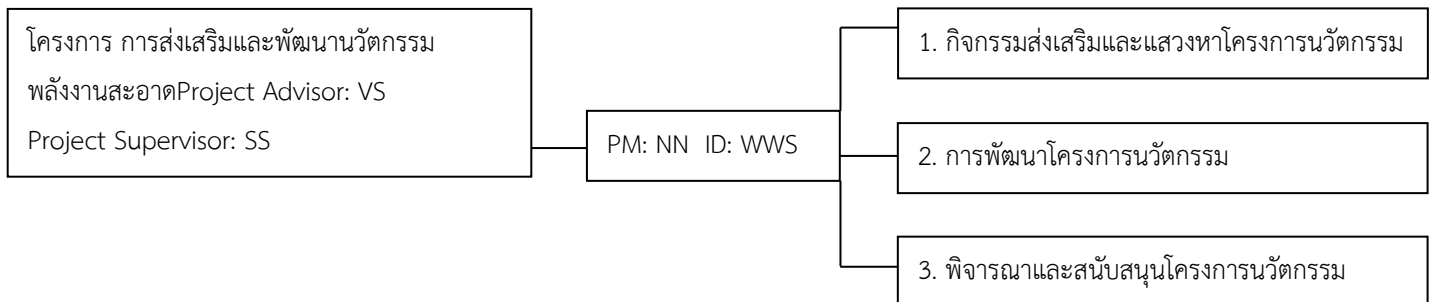 โครงการ การส่งเสริมและพัฒนานวัตกรรม
พลังงานสะอาดProject Advisor: VS
Project Supervisor: SS
PM: NN  ID: WWS
1. กิจกรรมส่งเสริมและแสวงหาโครงการนวัตกรรม
2. การพัฒนาโครงการนวัตกรรม
3. พิจารณาและสนับสนุนโครงการนวัตกรรม